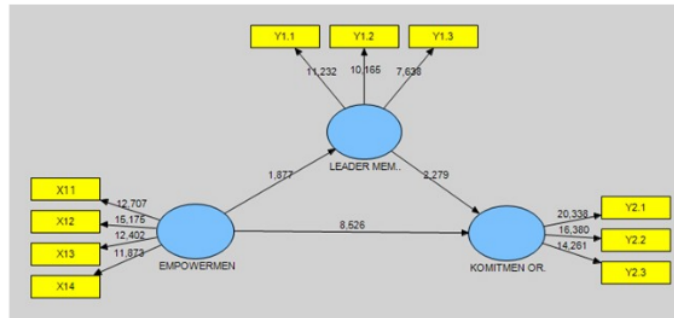 Y1.1 Y1.2 Y1.3
11,232 10,165 7,638
LEADER MEM..
1,877 2,279
X11
12,707
X12
15,175
X13
12,402
X14
11,873
EMPOWERMEN
8,526
KOMITMEN OR.
Y2.1
20,338
Y2.2
16,380
Y2.3
14,261